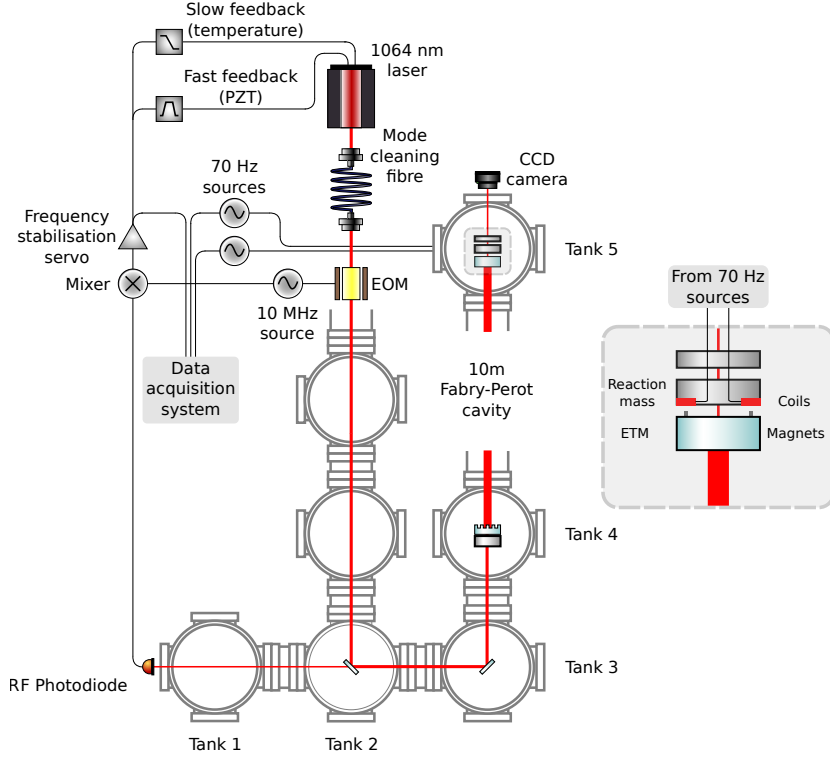 Slow feedback
(temperature)
1064 nm
laser
Fast feedback
(PZT)
Mode
cleaning
fibre
70 Hz
sources
CCD
camera
Frequency
stabilisation
servo
Tank 5
Mixer
EOM
10 MHz
source
From 70 Hz
sources
Data
acquisition
system
10m
Fabry-Perot
cavity
Reaction
mass
Coils
ETM
Magnets
Tank 4
Tank 3
RF Photodiode
Tank 1
Tank 2